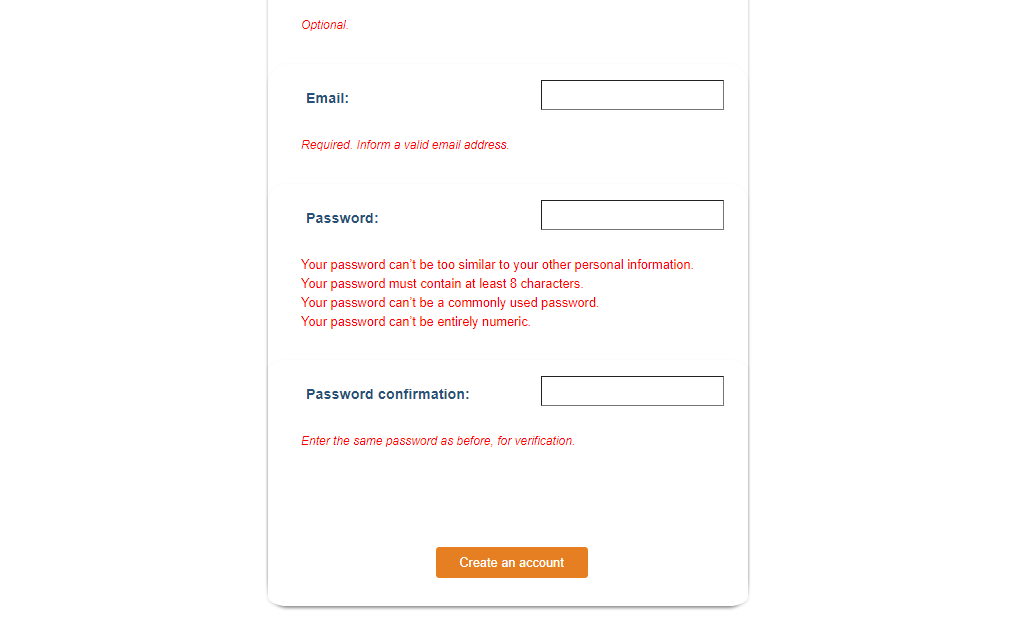 Optional.
Email:
Required. Inform a valid email address.
Password:
Your password can't be too similar to your other personal information.
Your password must contain at least 8 characters.
Your password can't be a commonly used password.
Your password can't be entirely numeric.
Password confirmation:
Enter the same password as before, for verification.
Create an account